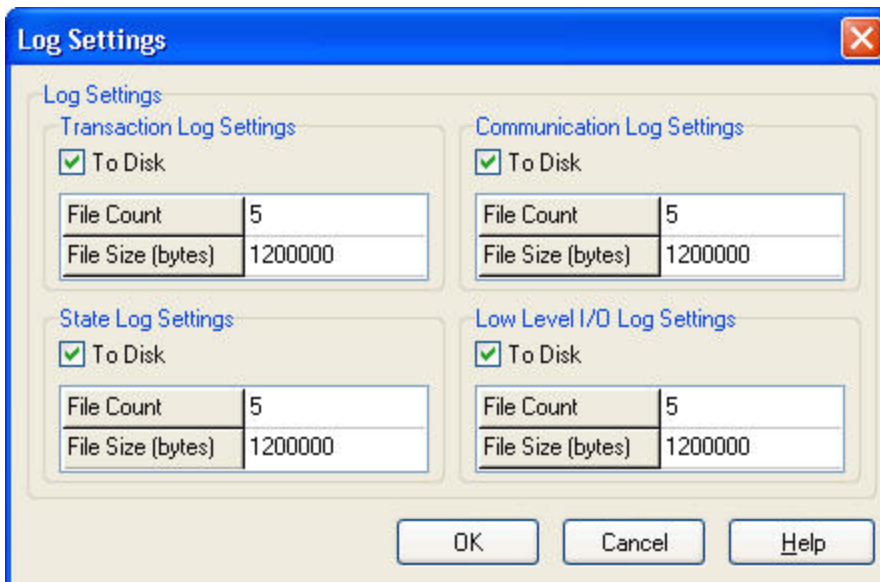 Log Settings
Log Settings
Transaction Log Settings
To Disk
File Count 5
File Size (bytes) 1200000
Communication Log Settings
To Disk
File Count 5
File Size (bytes) 1200000
State Log Settings
To Disk
File Count 5
File Size (bytes) 1200000
Low Level I/O Log Settings
To Disk
File Count 5
File Size (bytes) 1200000
OK Cancel Help